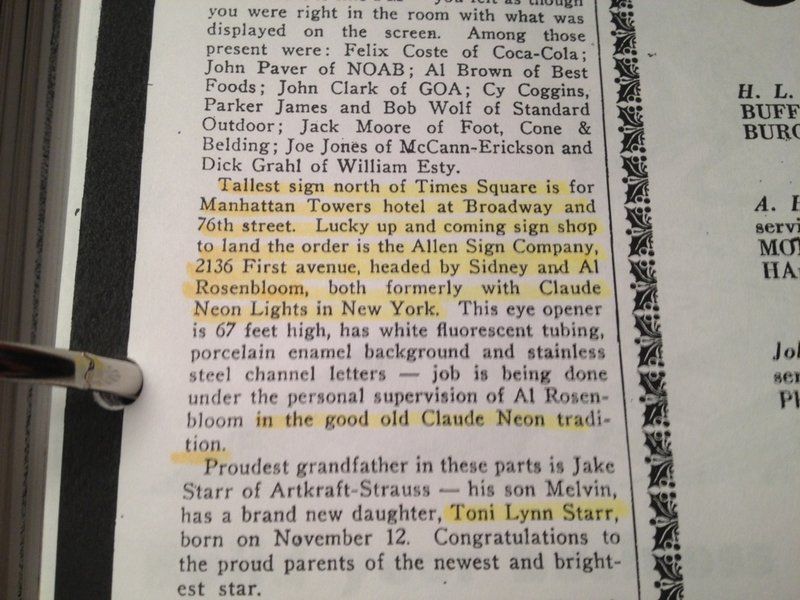 you were right in the room with what was
displayed on the screen. Among those
present were: Felix Coste of Coca-Cola;
John Paver of NOAB; Al Brown of Best
Foods; John Clark of GOA; Cy Coggins,
Parker James and Bob Wolf of Standard
Outdoor; Jack Moore of Foot, Cone &
Belding; Joe Jones of McCann-Erickson and
Dick Grahl of William Esty.
Tallest sign north of Times Square is for
Manhattan Towers hotel at Broadway and
76th street. Lucky up and coming sign shop
to land the order is the Allen Sign Company,
2136 First avenue, headed by Sidney and Al
Rosenbloom, both formerly with Claude
Neon Lights in New York. This eye opener
is 67 feet high, has white fluorescent tubing,
porcelain enamel background and stainless
steel channel letters — job is being done
under the personal supervision of Al Rosen-
bloom in the good old Claude Neon tradi-
tion.
Proudest grandfather in these parts is Jake
Starr of Artkraft-Strauss — his son Melvin,
has a brand new daughter, Toni Lynn Starr,
born on November 12. Congratulations to
the proud parents of the newest and bright-
est star.
H. L.
BUFF
BURG
A. H
servi
MOT
HA
Jol
ser
PI